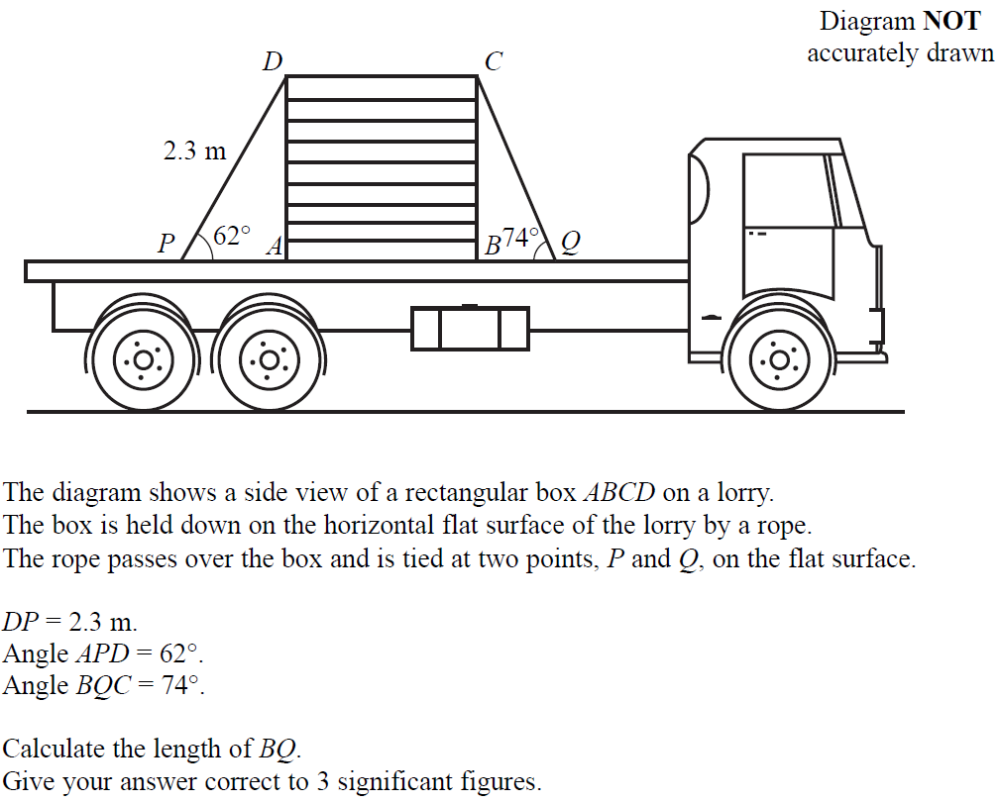 Diagram NOT
accurately drawn
D
C
2.3 m
P
62°
A
B
74°
Q
The diagram shows a side view of a rectangular box ABCD on a lorry.
The box is held down on the horizontal flat surface of the lorry by a rope.
The rope passes over the box and is tied at two points, P and Q, on the flat surface.
DP = 2.3 m.
Angle APD = 62°.
Angle BQC = 74°.
Calculate the length of BQ.
Give your answer correct to 3 significant figures.